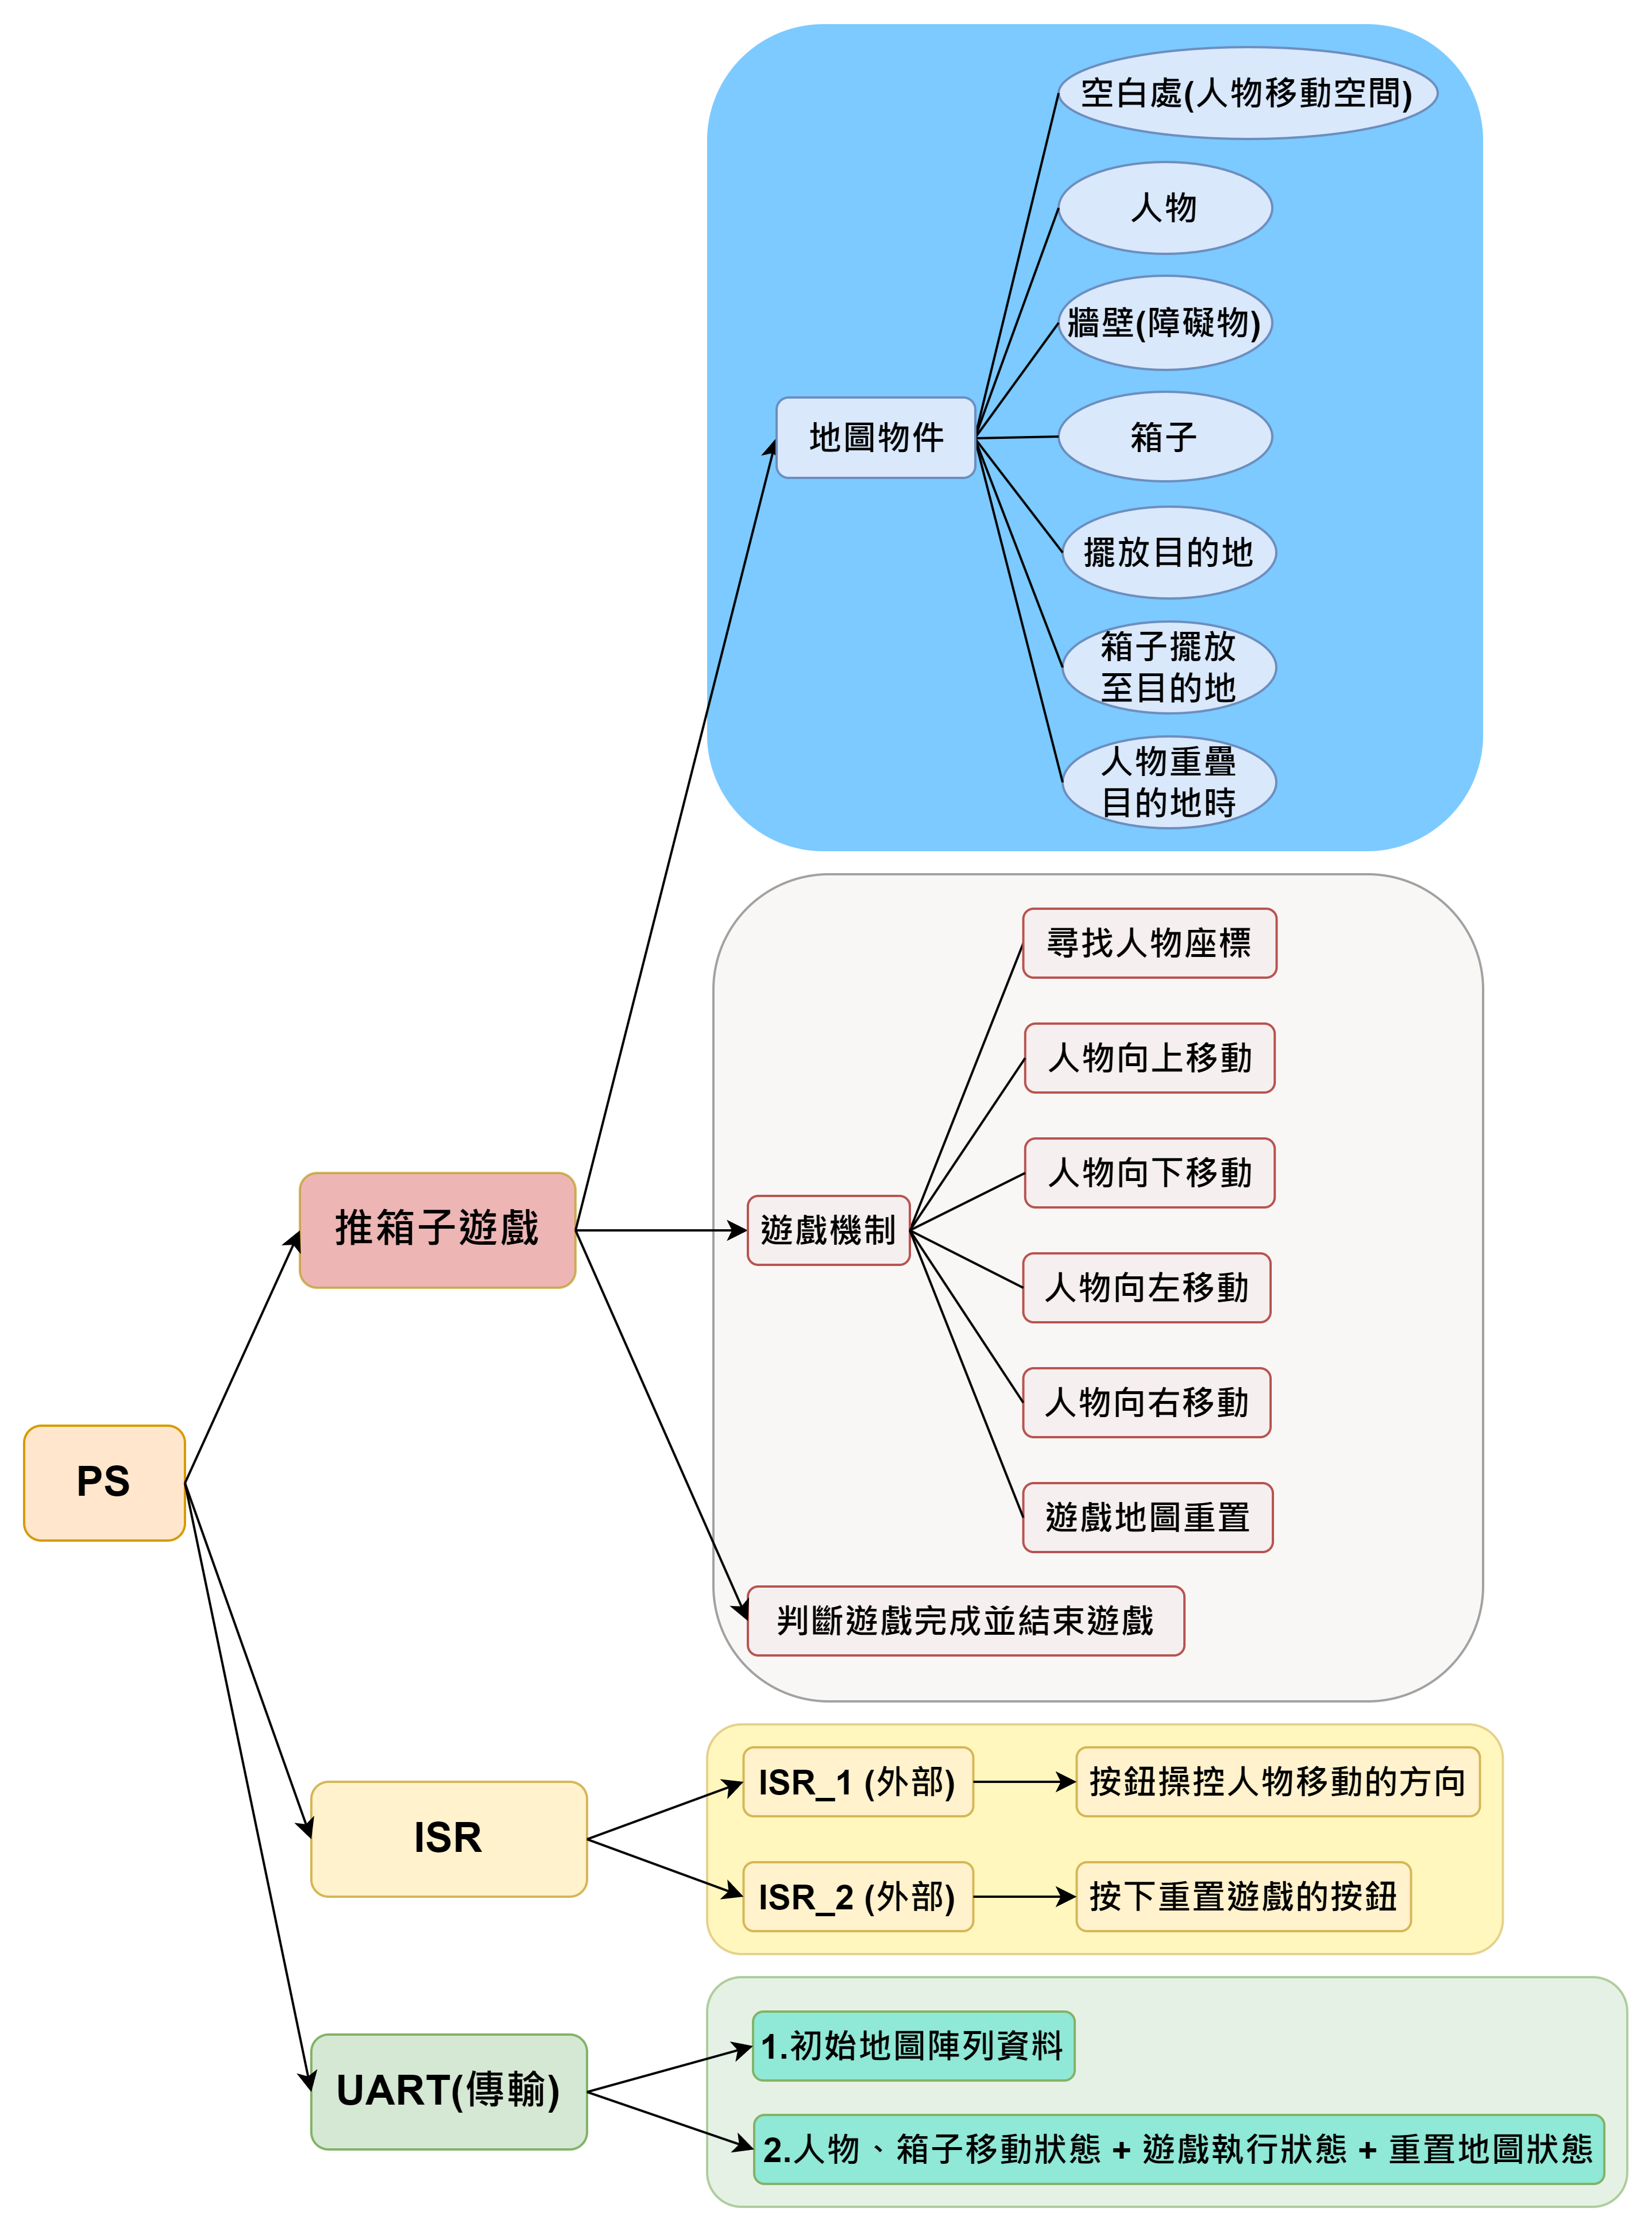 空白處(人物移動空間)
人物
牆壁(障礙物)
地圖物件
箱子
擺放目的地
箱子擺放
至目的地
人物重疊
目的地時
尋找人物座標
人物向上移動
人物向下移動
推箱子遊戲
遊戲機制
人物向左移動
人物向右移動
PS
遊戲地圖重置
判斷遊戲完成並結束遊戲
ISR
ISR_1 (外部)
按鈕操控人物移動的方向
ISR_2 (外部)
按下重置遊戲的按鈕
UART(傳輸)
1.初始地圖陣列資料
2.人物、箱子移動狀態 + 遊戲執行狀態 + 重置地圖狀態